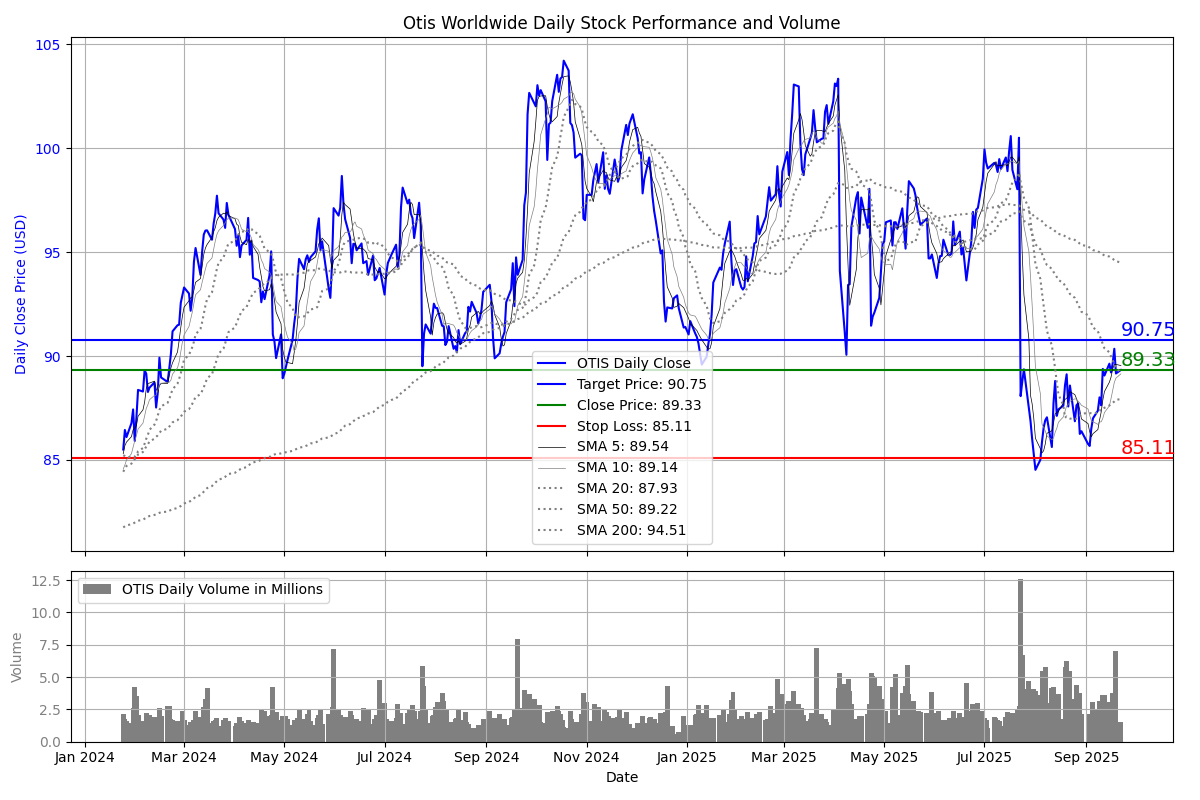 Otis Worldwide Daily Stock Performance and Volume
Daily Close Price (USD)
105
100
95
90
85
90.75
89.33
85.11
OTIS Daily Close
Target Price: 90.75
Close Price: 89.33
Stop Loss: 85.11
SMA 5: 89.54
SMA 10: 89.14
SMA 20: 87.93
SMA 50: 89.22
SMA 200: 94.51
Volume
12.5
10.0
7.5
5.0
2.5
0.0
OTIS Daily Volume in Millions
Jan 2024 Mar 2024 May 2024 Jul 2024 Sep 2024 Nov 2024 Jan 2025 Mar 2025 May 2025 Jul 2025 Sep 2025
Date